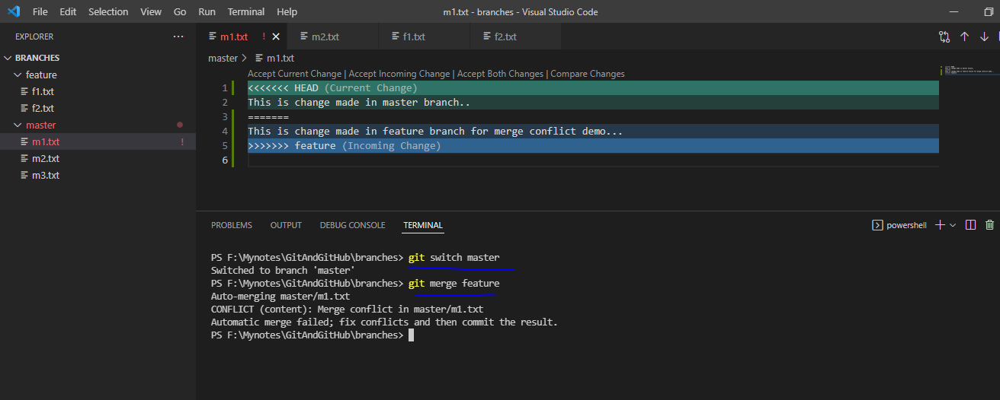 File Edit Selection View Go Run Terminal Help m1.txt - branches - Visual Studio Code
EXPLORER ...
BRANCHES
feature
f1.txt
f2.txt
master
m1.txt !
m2.txt
m3.txt
m1.txt ! m2.txt f1.txt f2.txt
master > m1.txt
Accept Current Change | Accept Incoming Change | Accept Both Changes | Compare Changes
1 <<<<<<< HEAD (Current Change)
2 This is change made in master branch..
3 =======
4 This is change made in feature branch for merge conflict demo...
5 >>>>>>> feature (Incoming Change)
6
PROBLEMS OUTPUT DEBUG CONSOLE TERMINAL powershell
PS F:\Mynotes\GitAndGitHub\branches> git switch master
Switched to branch 'master'
PS F:\Mynotes\GitAndGitHub\branches> git merge feature
Auto-merging master/m1.txt
CONFLICT (content): Merge conflict in master/m1.txt
Automatic merge failed; fix conflicts and then commit the result.
PS F:\Mynotes\GitAndGitHub\branches>